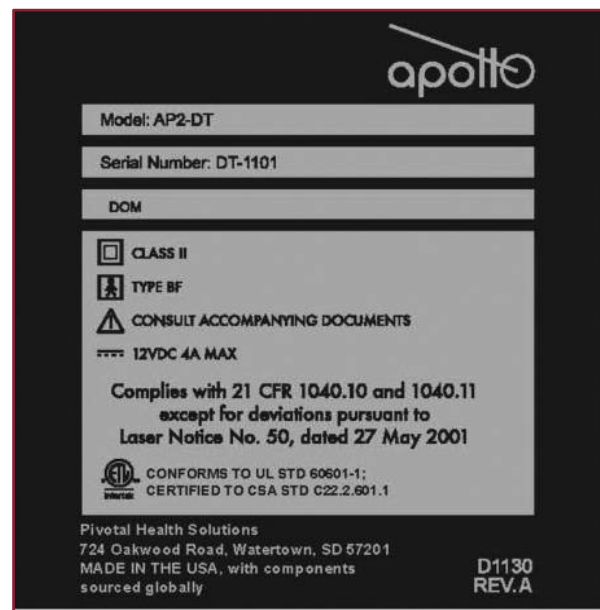 apollo
Model: AP2-DT
Serial Number: DT-1101
DOM
CLASS II
TYPE BF
CONSULT ACCOMPANYING DOCUMENTS
12VDC 4A MAX
Complies with 21 CFR 1040.10 and 1040.11
except for deviations pursuant to
Laser Notice No. 50, dated 27 May 2001
ETL
Intertek
CONFORMS TO UL STD 60601-1;
CERTIFIED TO CSA STD C22.2.601.1
Pivotal Health Solutions
724 Oakwood Road, Watertown, SD 57201
MADE IN THE USA, with components
sourced globally
D1130
REV.A